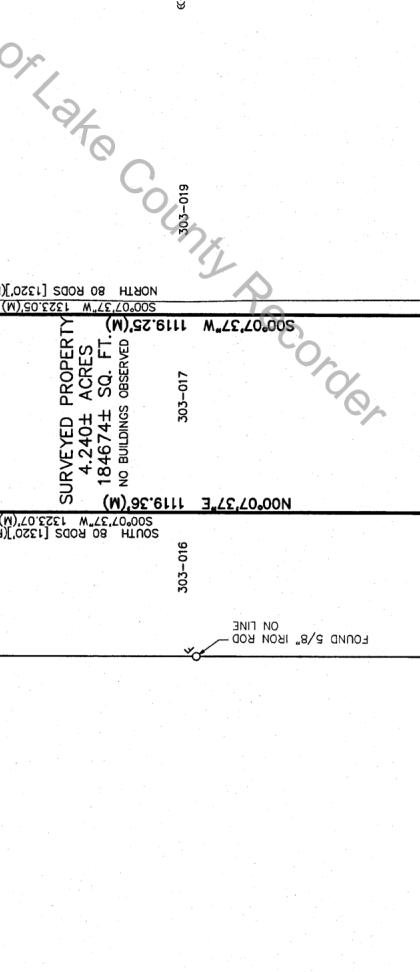 of Lake County Recorder
303-019
NORTH 80 RODS [1320']
S00°07'37"W 1323.05'(M)
S00°07'37"W 1119.25'(M)
SURVEYED PROPERTY
4.240± ACRES
184674± SQ. FT.
NO BUILDINGS OBSERVED
303-017
N00°07'37"E 1119.36'(M)
S00°07'37"W 1323.07'(M)
SOUTH 80 RODS [1320']
303-016
FOUND 5/8" IRON ROD
ON LINE